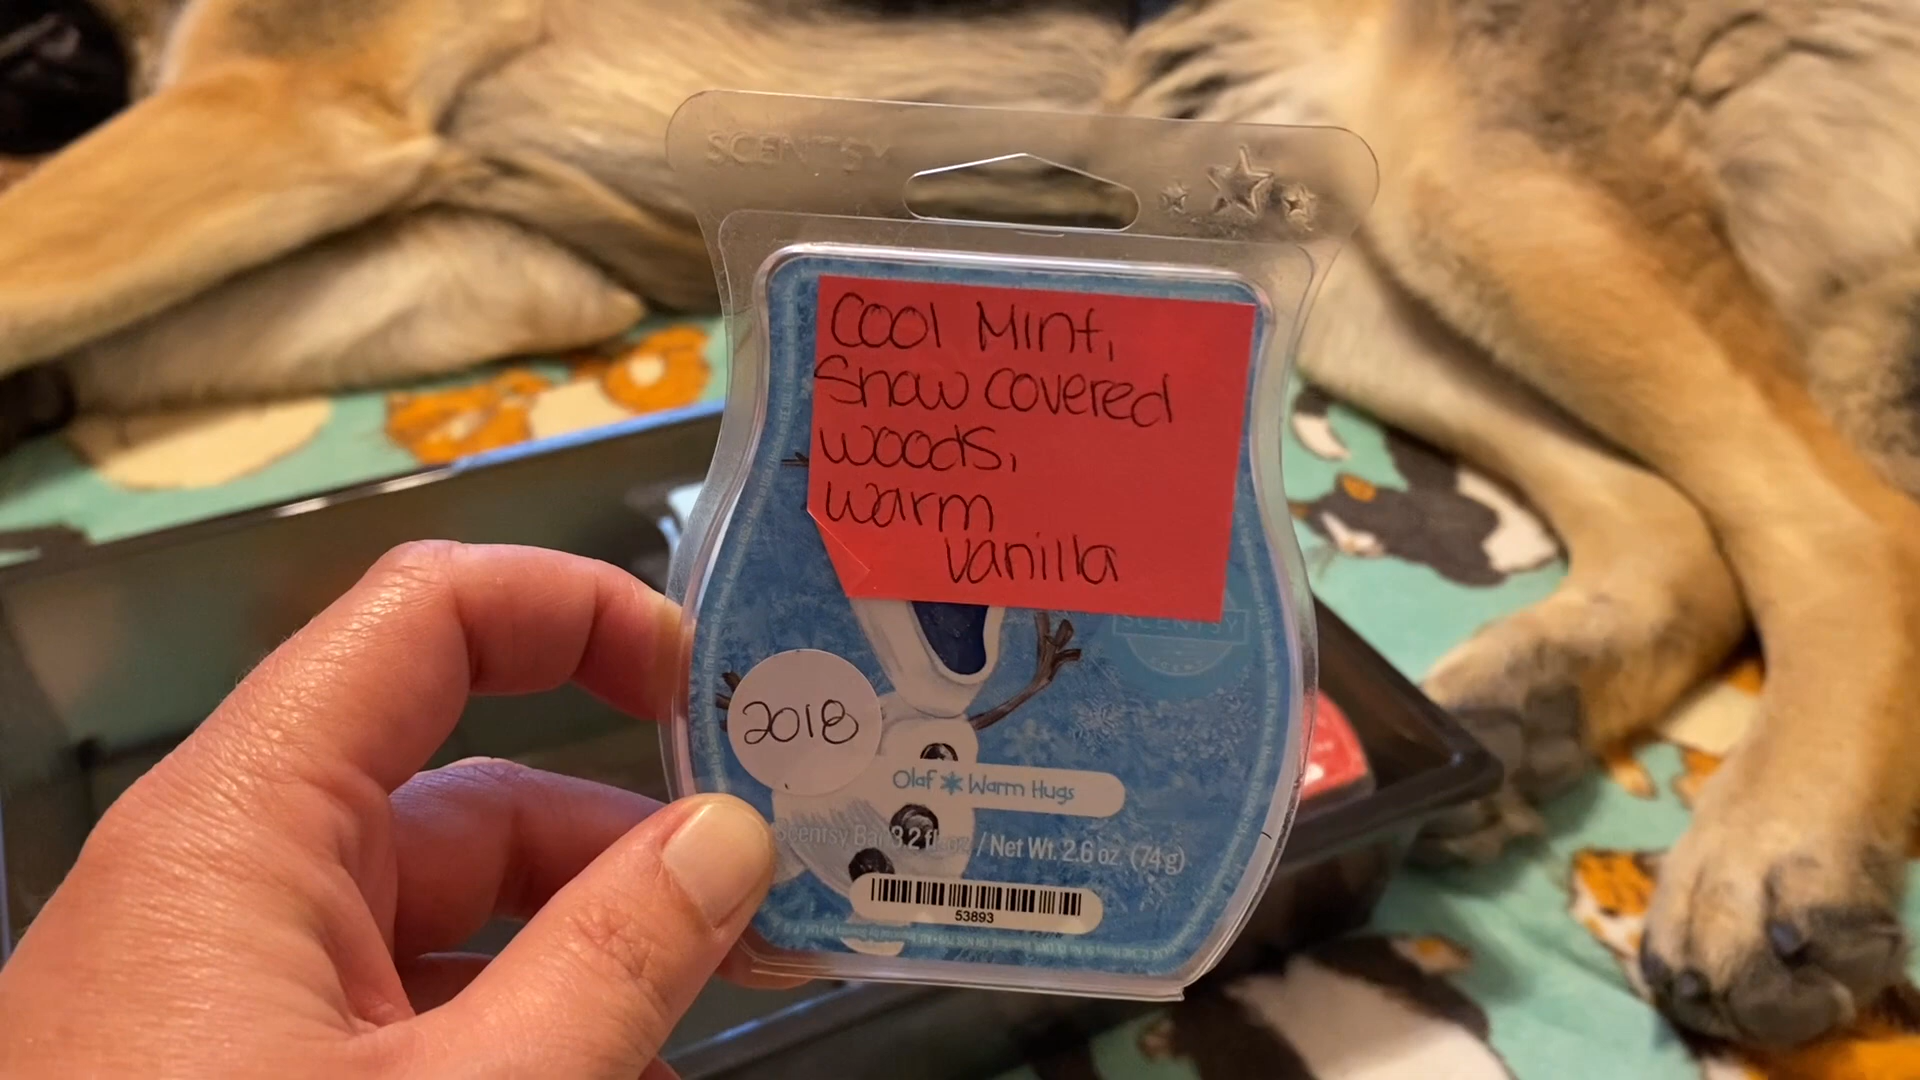 SCENTSY
Cool Mint,
Snow covered
woods,
warm
vanilla
SCENTSY
2018
Olaf Warm Hugs
Scentsy Bar 3.2 fl. oz / Net Wt. 2.6 oz (74g)
53893